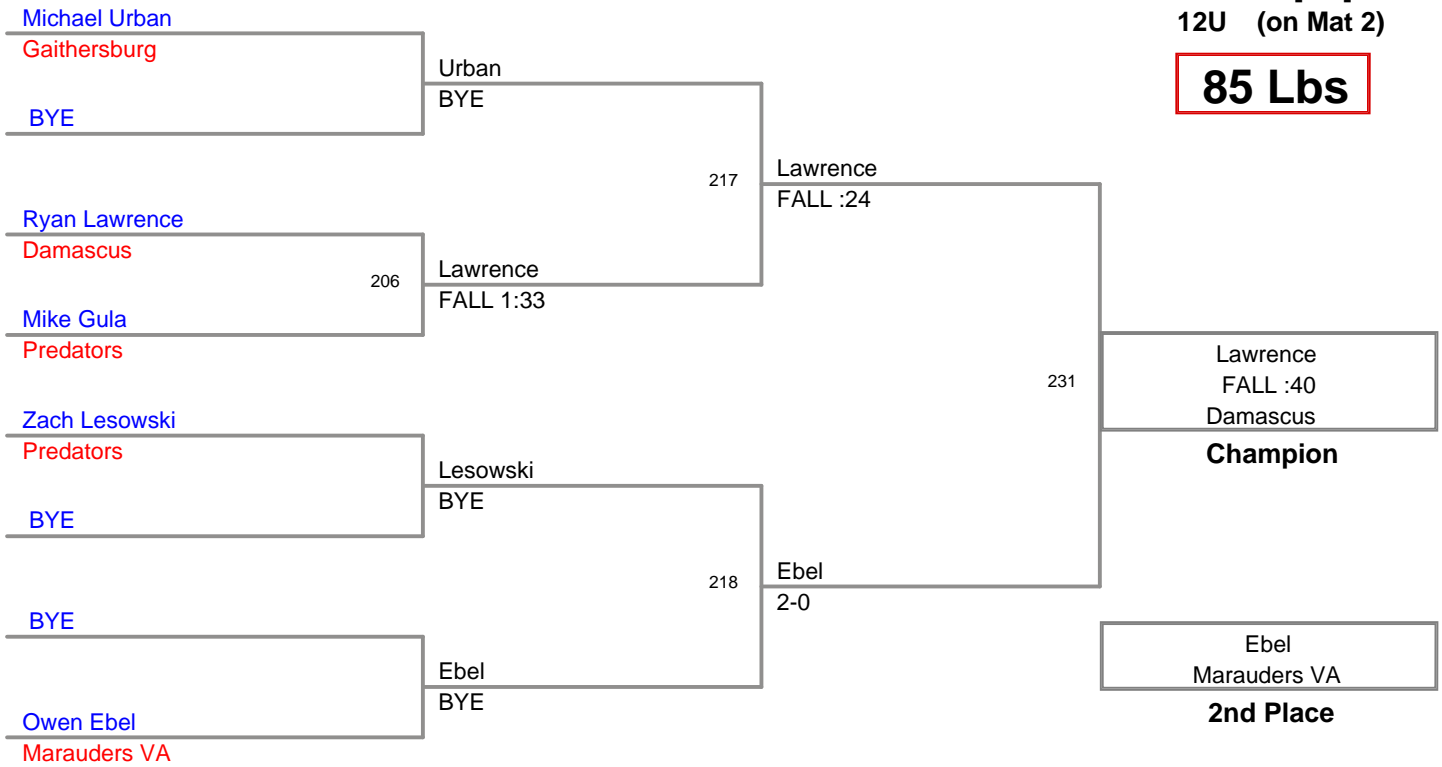 12U (on Mat 2)
85 Lbs
Michael Urban
Gaithersburg
BYE
Ryan Lawrence
Damascus
Mike Gula
Predators
Zach Lesowski
Predators
BYE
BYE
Owen Ebel
Marauders VA
Urban
BYE
206
Lawrence
FALL 1:33
Lesowski
BYE
Ebel
BYE
217
Lawrence
FALL :24
218
Ebel
2-0
231
Lawrence
FALL :40
Damascus
Champion
Ebel
Marauders VA
2nd Place